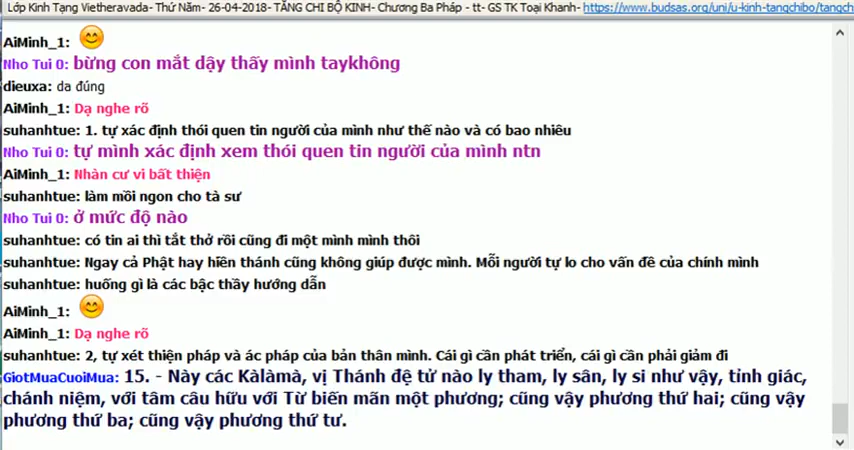 Lớp Kinh Tạng Vietheravada- Thứ Năm- 26-04-2018- TĂNG CHI BỘ KINH- Chương Ba Pháp - tt- GS TK Toại Khanh- https://www.budsas.org/uni/u-kinh-tangchibo/tangch
AiMinh_1:
Nho Tui 0: bừng con mắt dậy thấy mình taykhông
dieuxa: da đúng
AiMinh_1: Dạ nghe rõ
suhanhtue: 1. tự xác định thói quen tin người của mình như thế nào và có bao nhiêu
Nho Tui 0: tự mình xác định xem thói quen tin người của mình ntn
AiMinh_1: Nhàn cư vi bất thiện
suhanhtue: làm mồi ngon cho tà sư
Nho Tui 0: ở mức độ nào
suhanhtue: có tin ai thì tắt thở rồi cũng đi một mình mình thôi
suhanhtue: Ngay cả Phật hay hiền thánh cũng không giúp được mình. Mỗi người tự lo cho vấn đề của chính mình
suhanhtue: huống gì là các bậc thầy hướng dẫn
AiMinh_1:
AiMinh_1: Dạ nghe rõ
suhanhtue: 2, tự xét thiện pháp và ác pháp của bản thân mình. Cái gì cần phát triển, cái gì cần phải giảm đi
GiotMuaCuoiMua: 15. - Này các Kàlàmà, vị Thánh đệ tử nào ly tham, ly sân, ly si như vậy, tỉnh giác,
chánh niệm, với tâm câu hữu với Từ biến mãn một phương; cũng vậy phương thứ hai; cũng vậy
phương thứ ba; cũng vậy phương thứ tư.